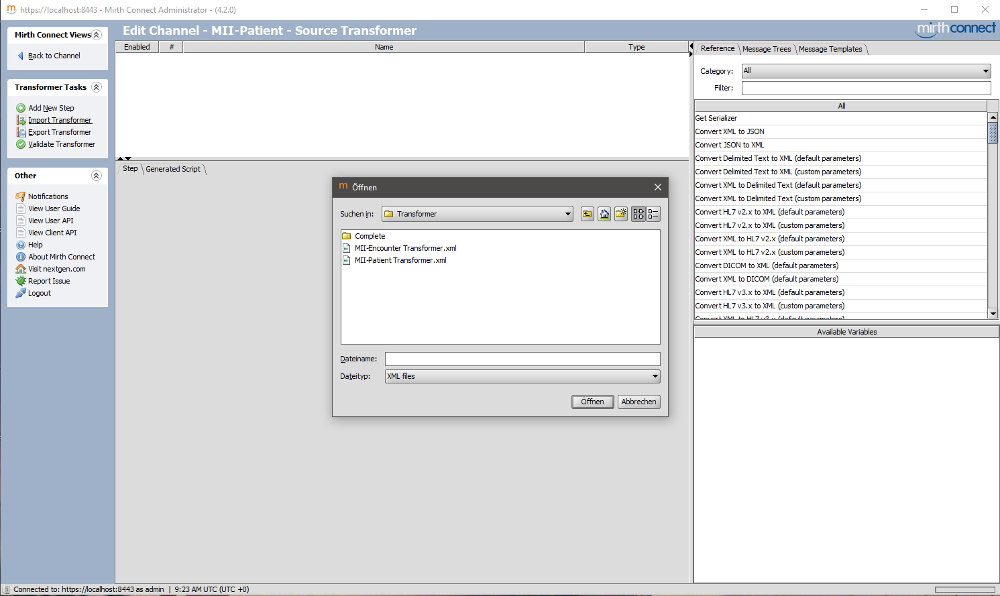 https://localhost:8443 - Mirth Connect Administrator - (4.2.0)
Mirth Connect Views
Back to Channel
Transformer Tasks
Add New Step
Import Transformer
Export Transformer
Validate Transformer
Other
Notifications
View User Guide
View User API
View Client API
Help
About Mirth Connect
Visit nextgen.com
Report Issue
Logout
Edit Channel - MII-Patient - Source Transformer
mirthconnect
Enabled # Name Type
Step Generated Script
Öffnen
Suchen in: Transformer
Complete
MII-Encounter Transformer.xml
MII-Patient Transformer.xml
Dateiname:
Dateityp: XML files
Öffnen Abbrechen
Reference Message Trees Message Templates
Category: All
Filter:
All
Get Serializer
Convert XML to JSON
Convert JSON to XML
Convert Delimited Text to XML (default parameters)
Convert Delimited Text to XML (custom parameters)
Convert XML to Delimited Text (default parameters)
Convert XML to Delimited Text (custom parameters)
Convert HL7 v2.x to XML (default parameters)
Convert HL7 v2.x to XML (custom parameters)
Convert XML to HL7 v2.x (default parameters)
Convert XML to HL7 v2.x (custom parameters)
Convert DICOM to XML (default parameters)
Convert XML to DICOM (default parameters)
Convert HL7 v3.x to XML (default parameters)
Convert HL7 v3.x to XML (custom parameters)
Convert XML to HL7 v3.x (default parameters)
Available Variables
Connected to: https://localhost:8443 as admin | 9:23 AM UTC (UTC +0)